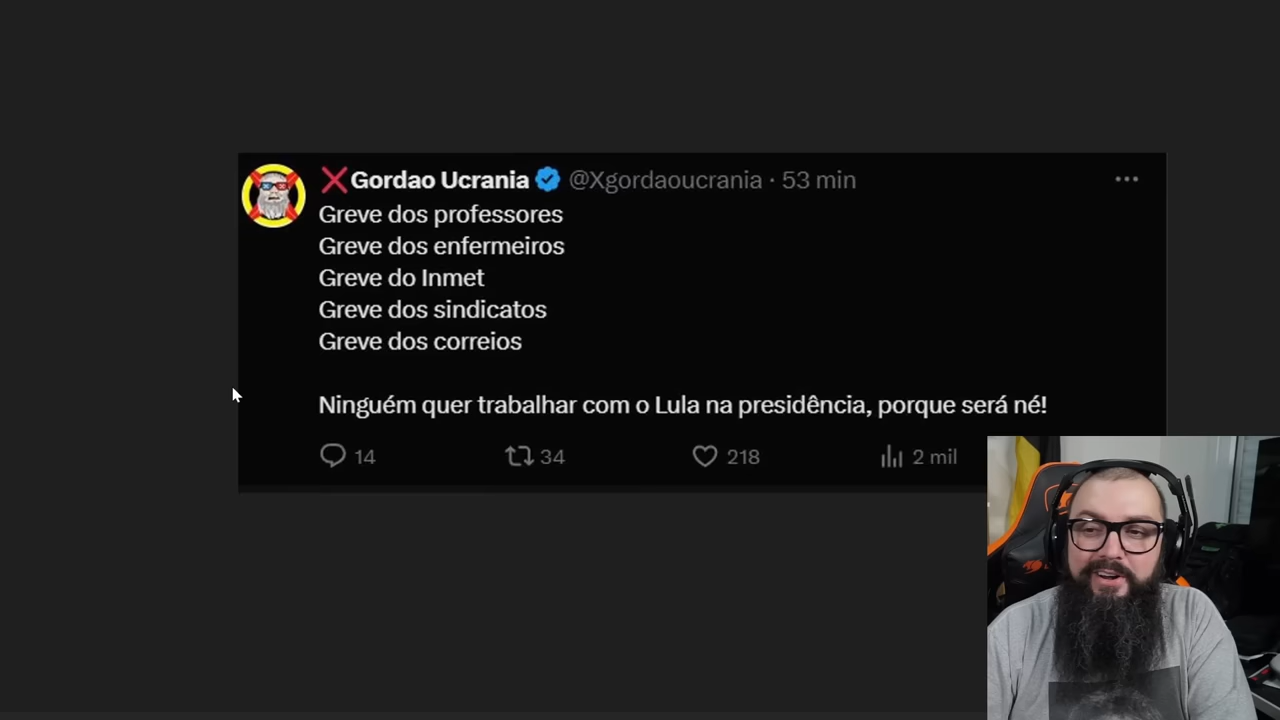 Gordao Ucrania @Xgordaoucrania · 53 min
Greve dos professores
Greve dos enfermeiros
Greve do Inmet
Greve dos sindicatos
Greve dos correios
Ninguém quer trabalhar com o Lula na presidência, porque será né!
14 34 218 2 mil